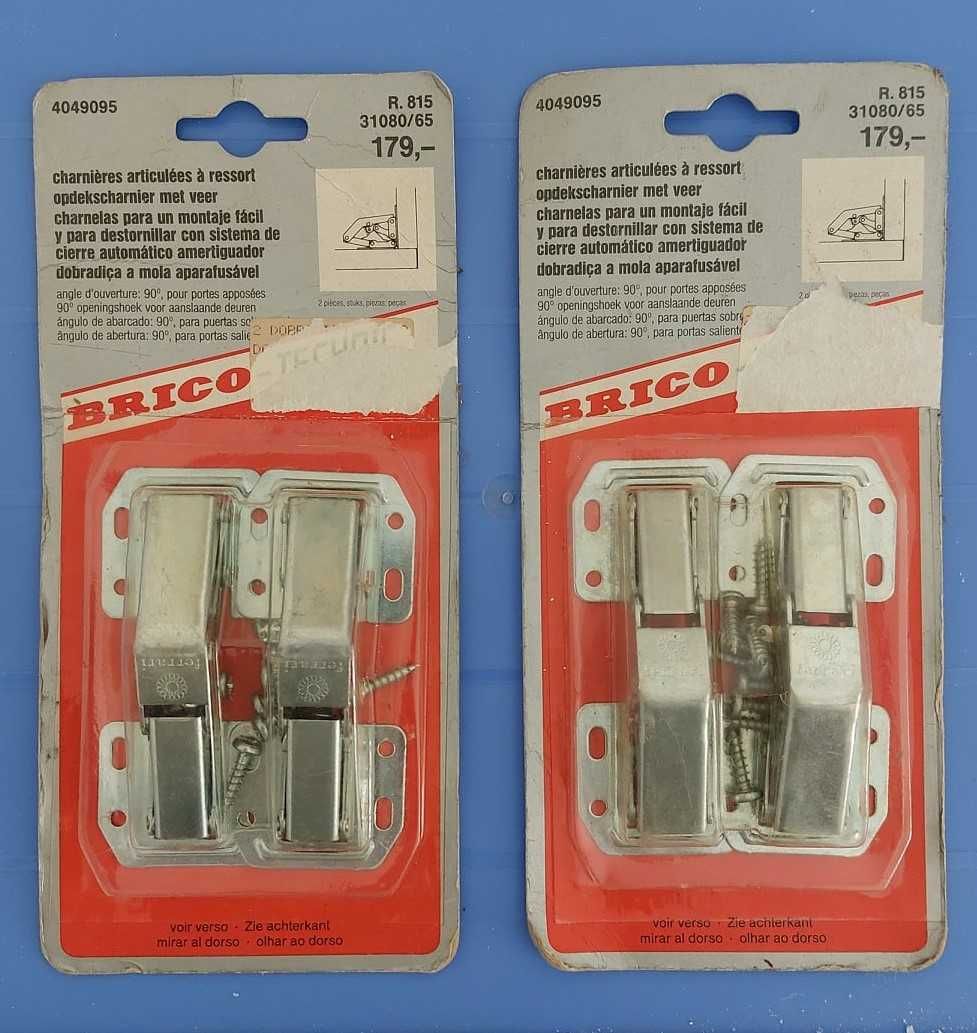 4049095
R. 815
31080/65
179,–
charnières articulées à ressort
opdekscharnier met veer
charnelas para un montaje fácil
y para destornillar con sistema de
cierre automático amertiguador
dobradiça a mola aparafusável
angle d'ouverture: 90°, pour portes apposées
90° openingshoek voor aanslaande deuren
ángulo de abarcado: 90°, para puertas
ângulo de abertura: 90°, para portas
2 pièces, stuks, piezas, peças
2 DOBR
BRICO
ferrari
ferrari
voir verso · Zie achterkant
mirar al dorso · olhar ao dorso
4049095
R. 815
31080/65
179,–
charnières articulées à ressort
opdekscharnier met veer
charnelas para un montaje fácil
y para destornillar con sistema de
cierre automático amertiguador
dobradiça a mola aparafusável
angle d'ouverture: 90°, pour portes apposées
90° openingshoek voor aanslaande deuren
ángulo de abarcado: 90°, para puertas
ângulo de abertura: 90°, para portas
piezas, peças
BRICO
voir verso · Zie achterkant
mirar al dorso · olhar ao dorso